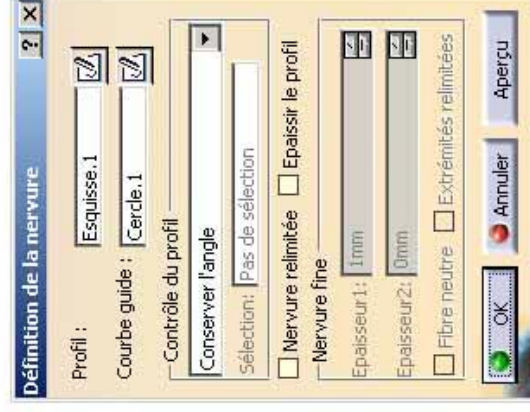 Définition de la nervure ? X
Profil : Esquisse.1
Courbe guide : Cercle.1
Contrôle du profil
Conserver l'angle
Sélection: Pas de sélection
Nervure relimitée Epaissir le profil
Nervure fine
Epaisseur1: 1mm
Epaisseur2: 0mm
Fibre neutre Extrémités relimitées
OK Annuler Aperçu